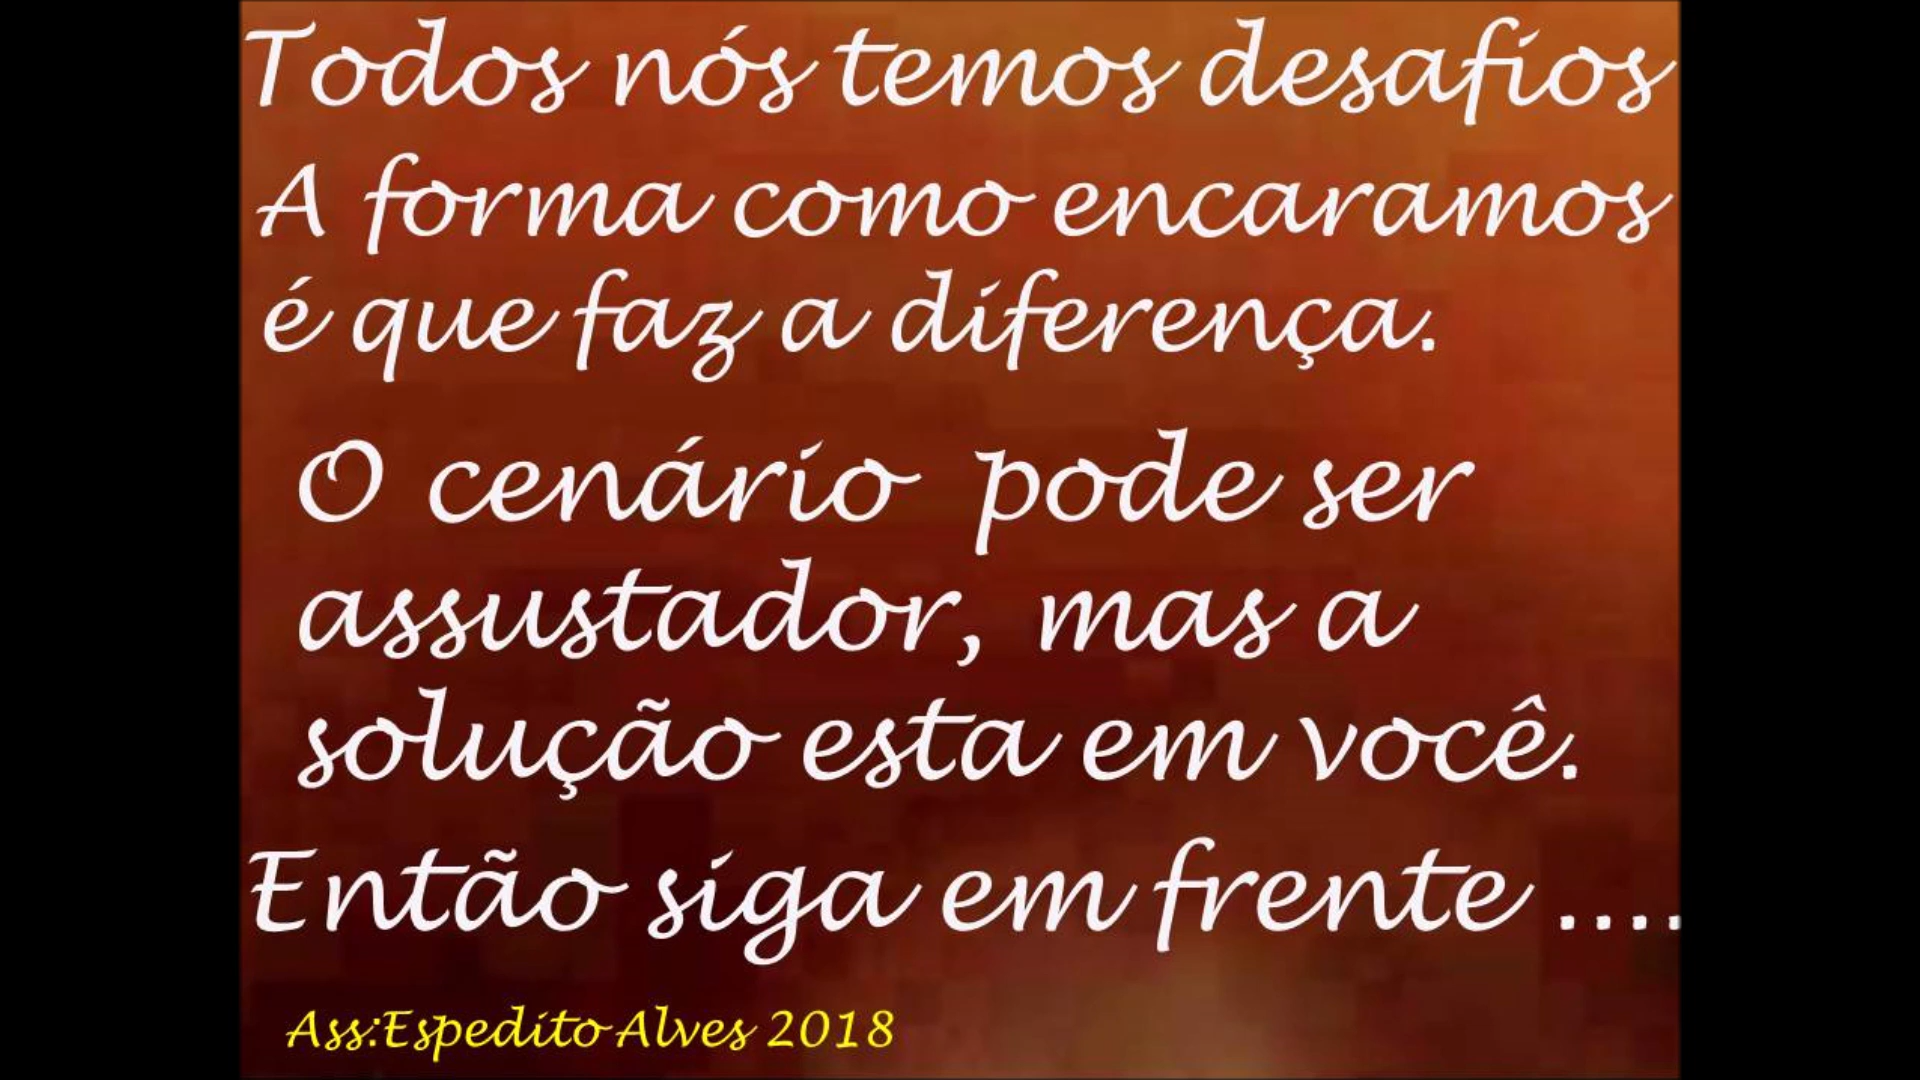 Todos nós temos desafios
A forma como encaramos
é que faz a diferença.
O cenário pode ser
assustador, mas a
solução esta em você.
Então siga em frente ....
Ass:Espedito Alves 2018